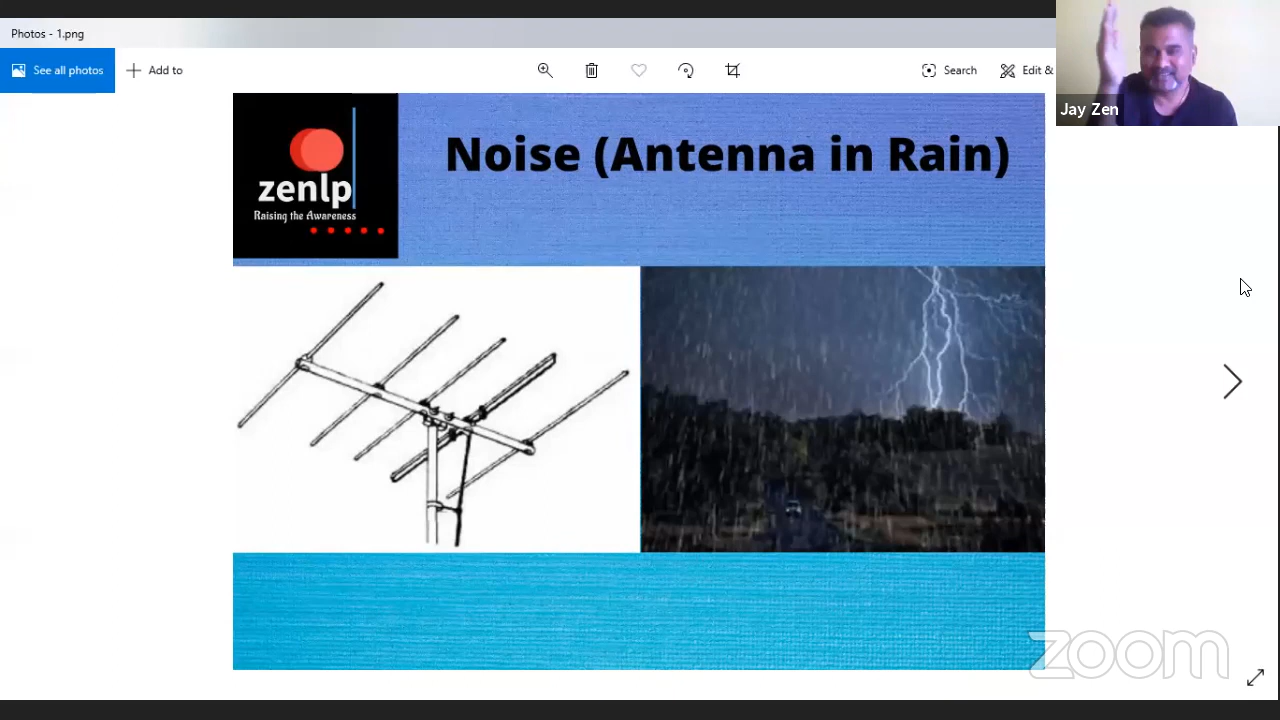 Photos - 1.png
See all photos
Add to
Search
Edit &
Jay Zen
zenlp
Raising the Awareness
Noise (Antenna in Rain)
zoom